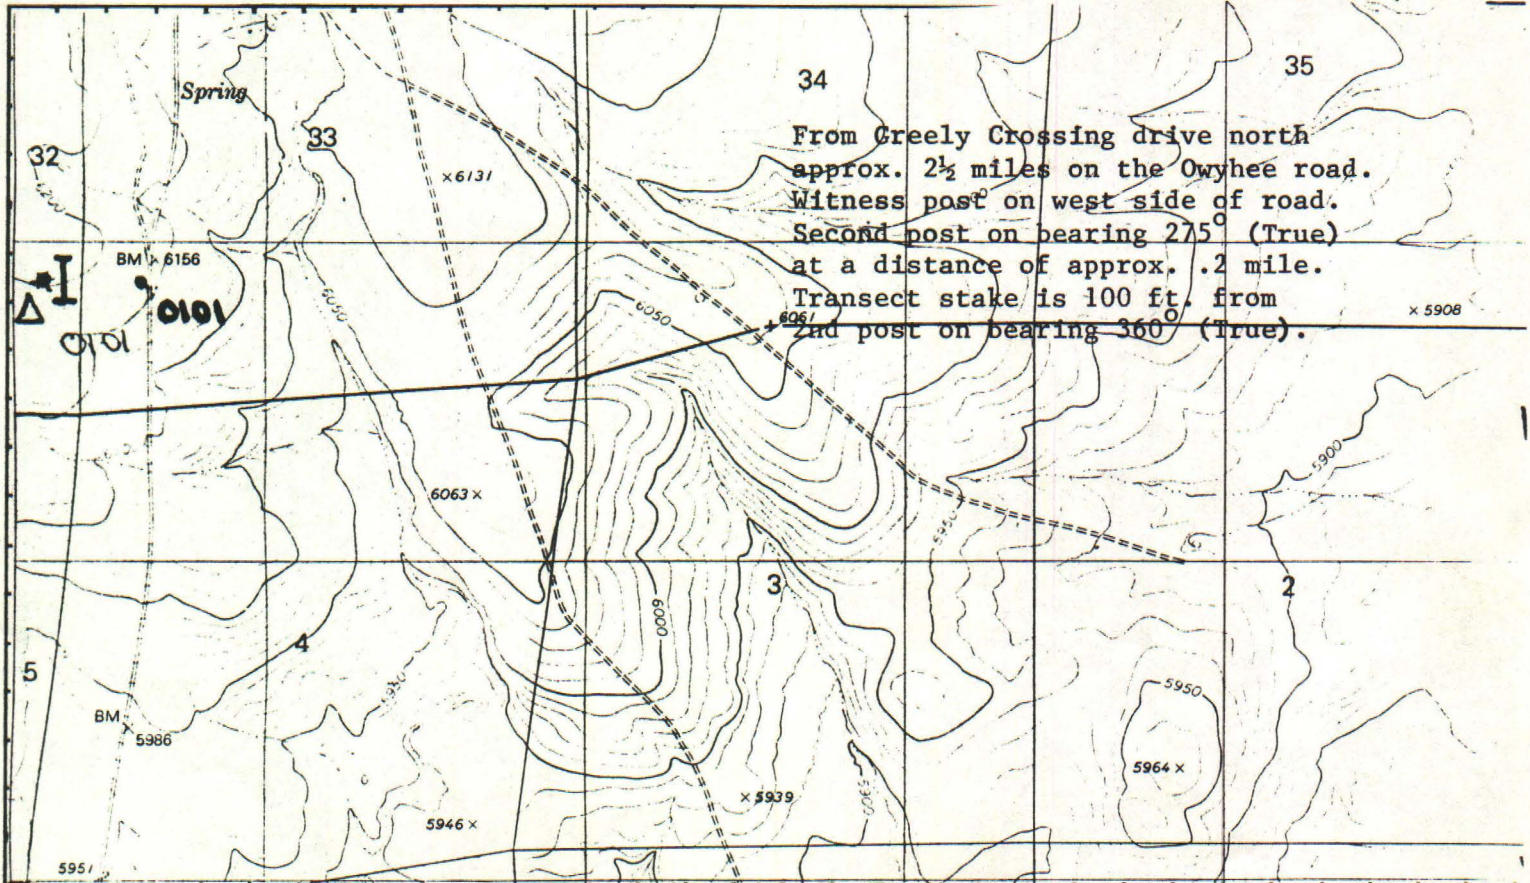 34
35
Spring
33
32
From Greely Crossing drive north
approx. 2½ miles on the Owyhee road.
Witness post on west side of road.
Second post on bearing 275° (True)
at a distance of approx. .2 mile.
Transect stake is 100 ft. from
2nd post on bearing 360° (True).
6131
6200
BM 6156
I
0101
0101
6050
6050
6061
5908
5900
6063
5950
3
2
6000
4
5
5950
5950
BM
5986
5964
5939
5946
5951